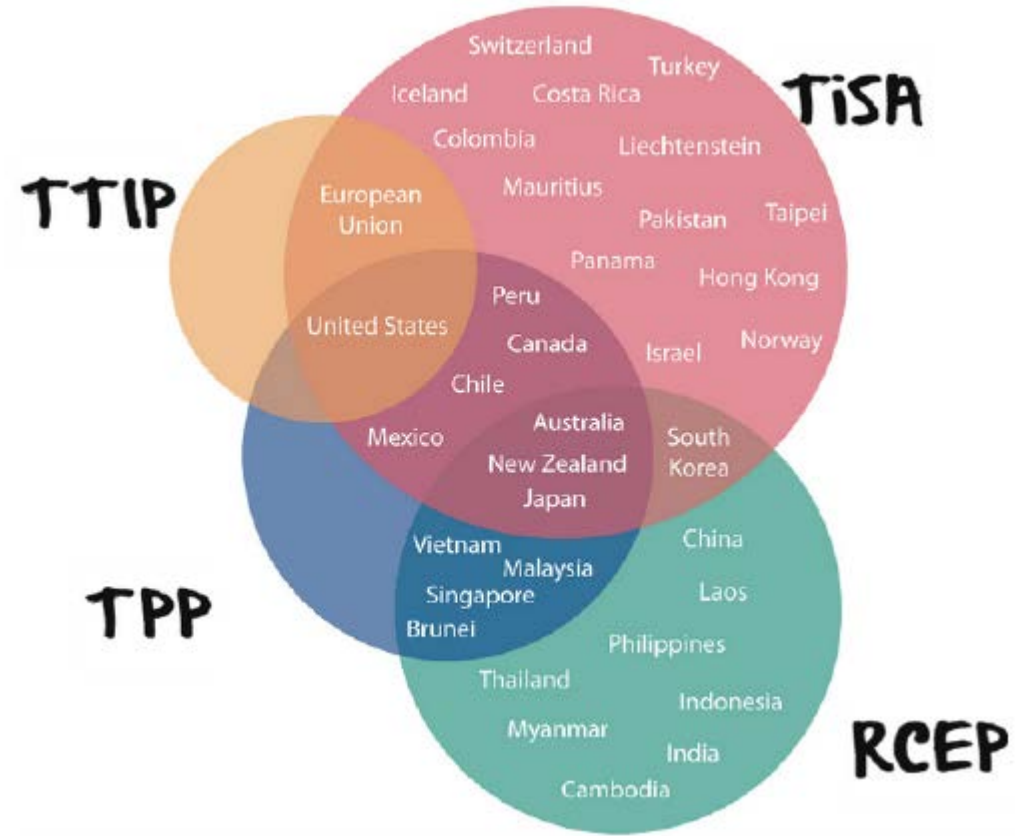 Switzerland
Turkey
TiSA
Iceland
Costa Rica
Colombia
Liechtenstein
TTIP
European
Union
Mauritius
Pakistan
Taipei
Panama
Hong Kong
Peru
United States
Canada
Israel
Norway
Chile
Mexico
Australia
South
Korea
New Zealand
Japan
Vietnam
China
Malaysia
Singapore
Laos
TPP
Brunei
Philippines
Thailand
Indonesia
Myanmar
India
RCEP
Cambodia